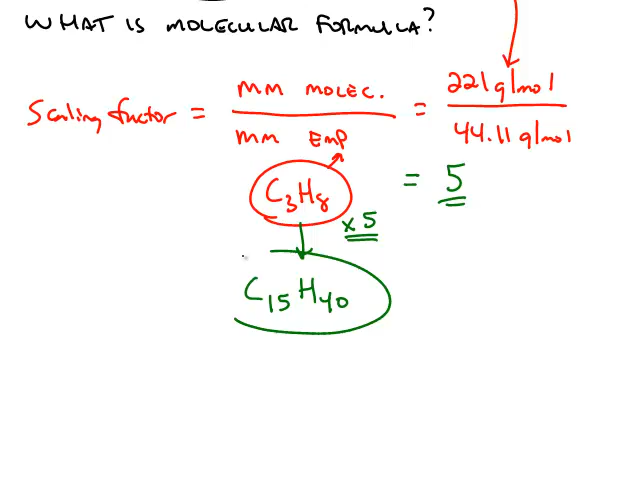 WHAT IS MOLECULAR FORMULA?
Scaling factor = MM MOLEC. / MM EMP = 221 g/mol / 44.11 g/mol
= 5
C₃H₈
x5
C₁₅H₄₀